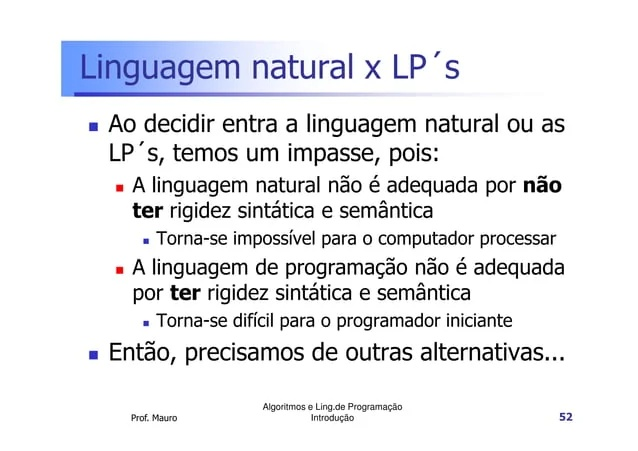 Linguagem natural x LP´s
Ao decidir entra a linguagem natural ou as
LP´s, temos um impasse, pois:
A linguagem natural não é adequada por não
ter rigidez sintática e semântica
Torna-se impossível para o computador processar
A linguagem de programação não é adequada
por ter rigidez sintática e semântica
Torna-se difícil para o programador iniciante
Então, precisamos de outras alternativas...
Algoritmos e Ling.de Programação
Prof. Mauro Introdução 52